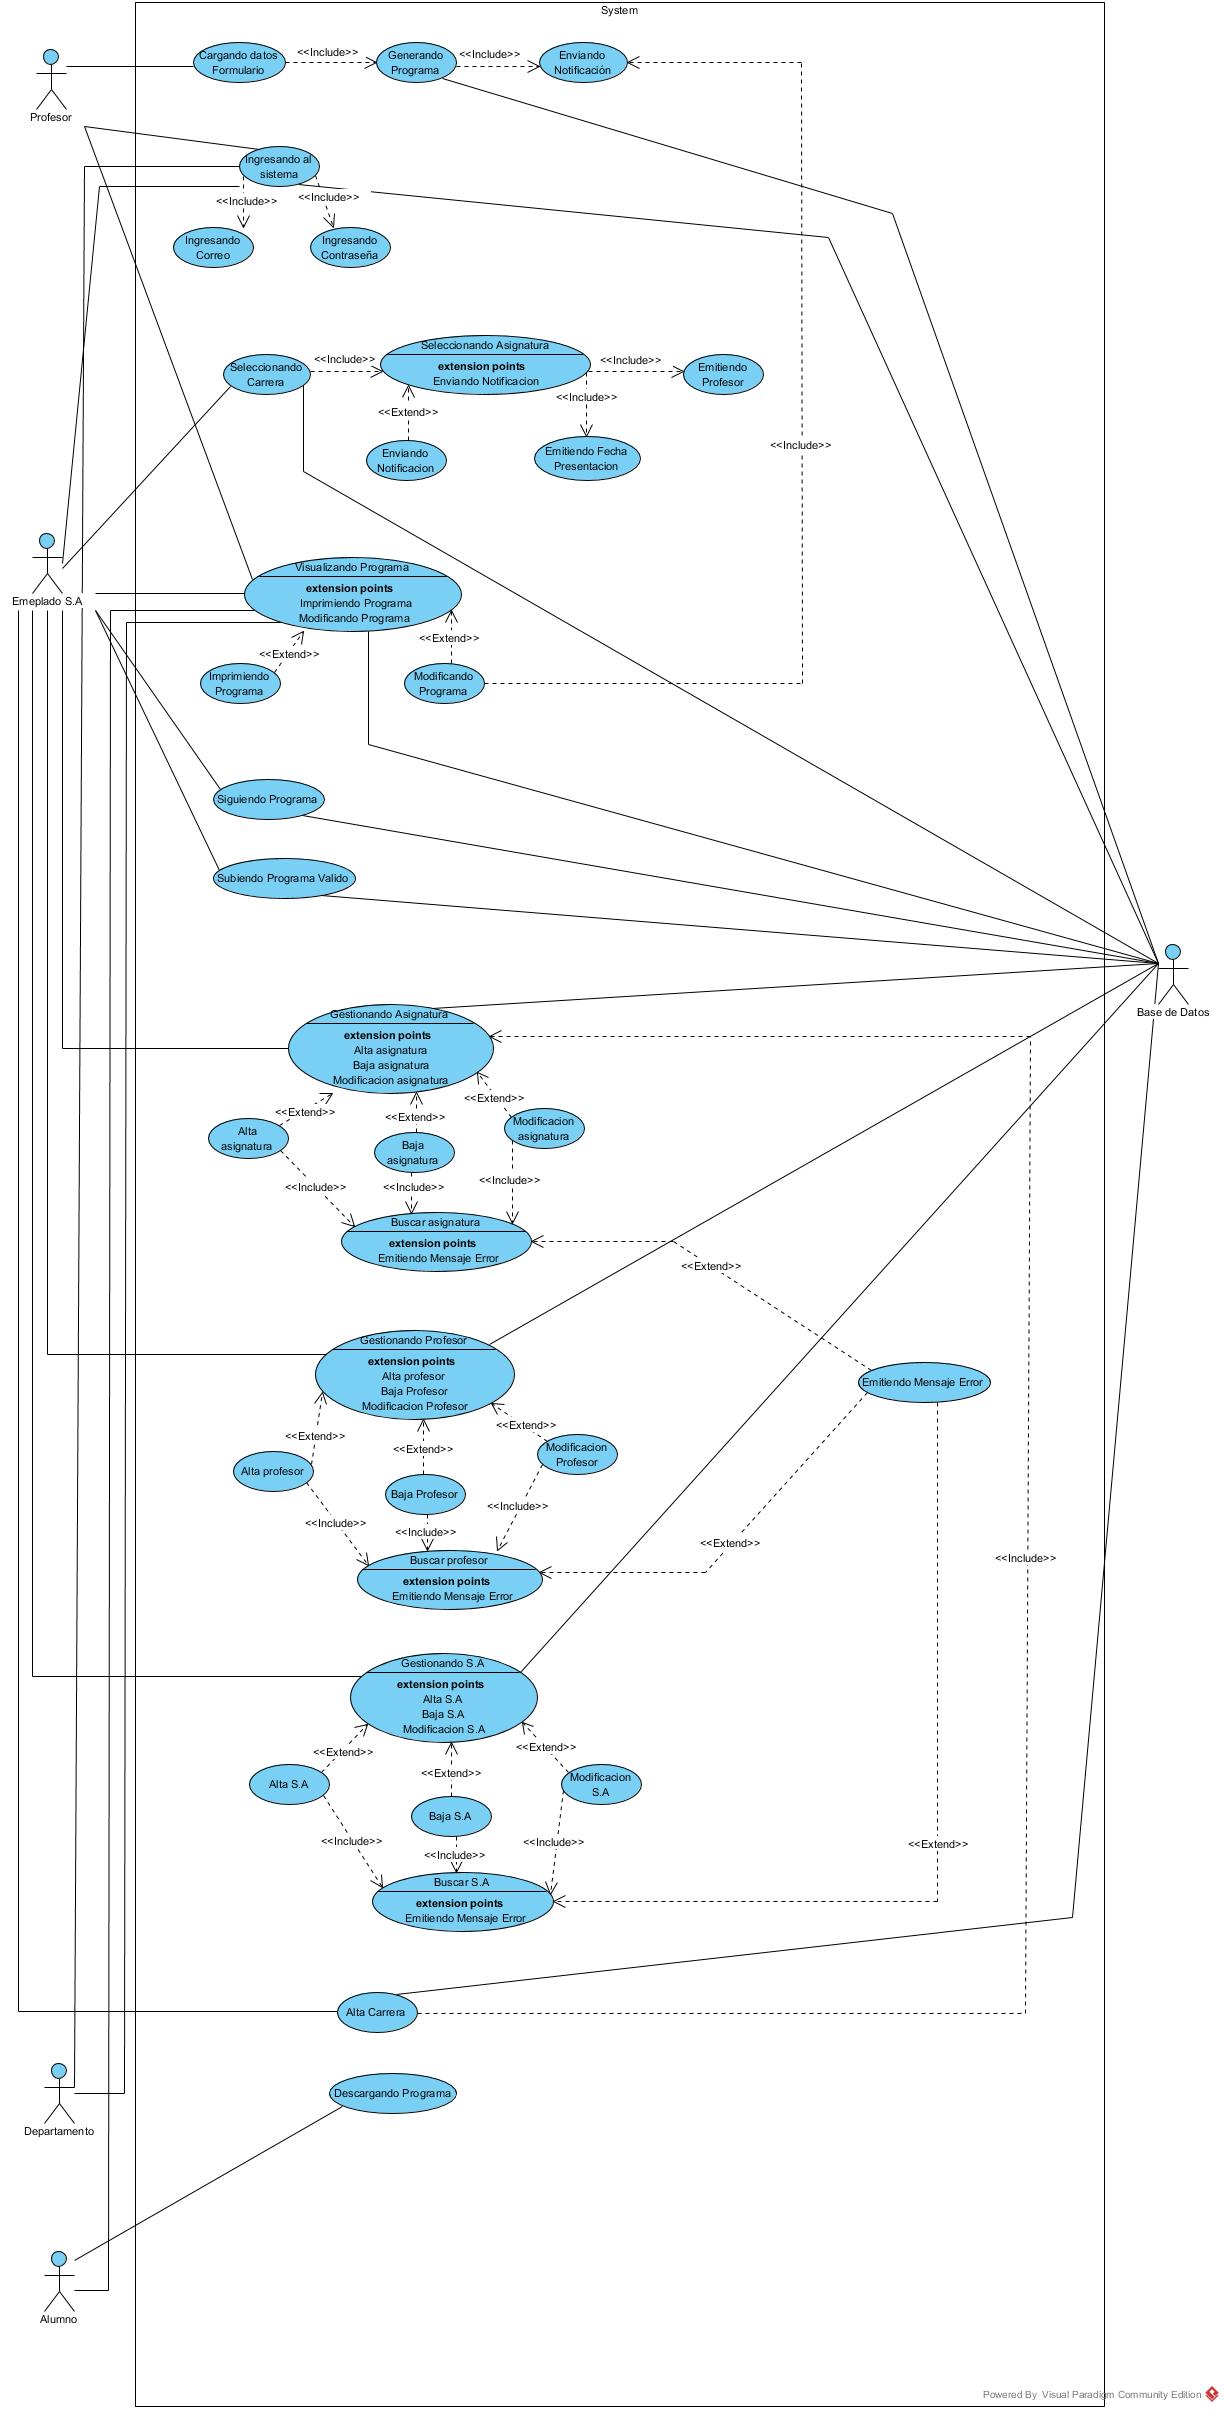 System
Profesor
Cargando datos
Formulario
<<Include>>
Generando
Programa
<<Include>>
Enviando
Notificación
Ingresando al
sistema
<<Include>>
<<Include>>
Ingresando
Correo
Ingresando
Contraseña
Seleccionando
Carrera
<<Include>>
Seleccionando Asignatura
extension points
Enviando Notificacion
<<Include>>
Emitiendo
Profesor
<<Extend>>
<<Include>>
Enviando
Notificacion
Emitiendo Fecha
Presentacion
<<Include>>
Emeplado S.A
Visualizando Programa
extension points
Imprimiendo Programa
Modificando Programa
<<Extend>>
<<Extend>>
Imprimiendo
Programa
Modificando
Programa
Siguiendo Programa
Subiendo Programa Valido
Base de Datos
Gestionando Asignatura
extension points
Alta asignatura
Baja asignatura
Modificacion asignatura
<<Extend>>
<<Extend>>
<<Extend>>
Alta
asignatura
Baja
asignatura
Modificacion
asignatura
<<Include>>
<<Include>>
<<Include>>
Buscar asignatura
extension points
Emitiendo Mensaje Error
<<Extend>>
Gestionando Profesor
extension points
Alta profesor
Baja Profesor
Modificacion Profesor
Emitiendo Mensaje Error
<<Extend>>
<<Extend>>
<<Extend>>
Alta profesor
Baja Profesor
Modificacion
Profesor
<<Include>>
<<Include>>
<<Include>>
Buscar profesor
extension points
Emitiendo Mensaje Error
<<Extend>>
<<Include>>
Gestionando S.A
extension points
Alta S.A
Baja S.A
Modificacion S.A
<<Extend>>
<<Extend>>
<<Extend>>
Alta S.A
Baja S.A
Modificacion
S.A
<<Include>>
<<Include>>
<<Include>>
<<Extend>>
Buscar S.A
extension points
Emitiendo Mensaje Error
Alta Carrera
Departamento
Descargando Programa
Alumno
Powered By Visual Paradigm Community Edition